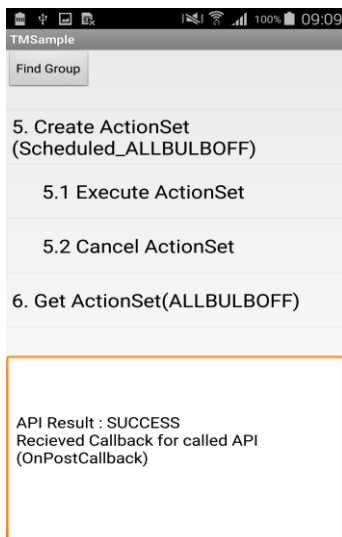 100% 09:09
TMSample
Find Group
5. Create ActionSet
(Scheduled_ALLBULBOFF)
5.1 Execute ActionSet
5.2 Cancel ActionSet
6. Get ActionSet(ALLBULBOFF)
API Result : SUCCESS
Recieved Callback for called API
(OnPostCallback)